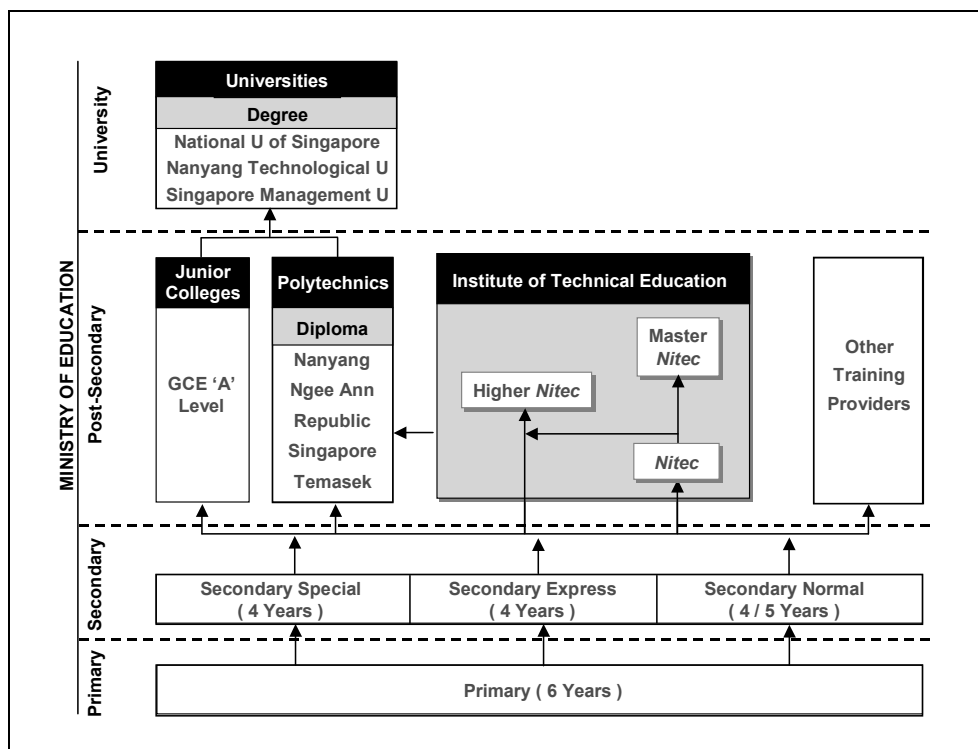 MINISTRY OF EDUCATION
University
Universities
Degree
National U of Singapore
Nanyang Technological U
Singapore Management U
Post-Secondary
Junior
Colleges
GCE ‘A’
Level
Polytechnics
Diploma
Nanyang
Ngee Ann
Republic
Singapore
Temasek
Institute of Technical Education
Master
Nitec
Higher Nitec
Nitec
Other
Training
Providers
Secondary
Secondary Special
( 4 Years )
Secondary Express
( 4 Years )
Secondary Normal
( 4 / 5 Years )
Primary
Primary ( 6 Years )